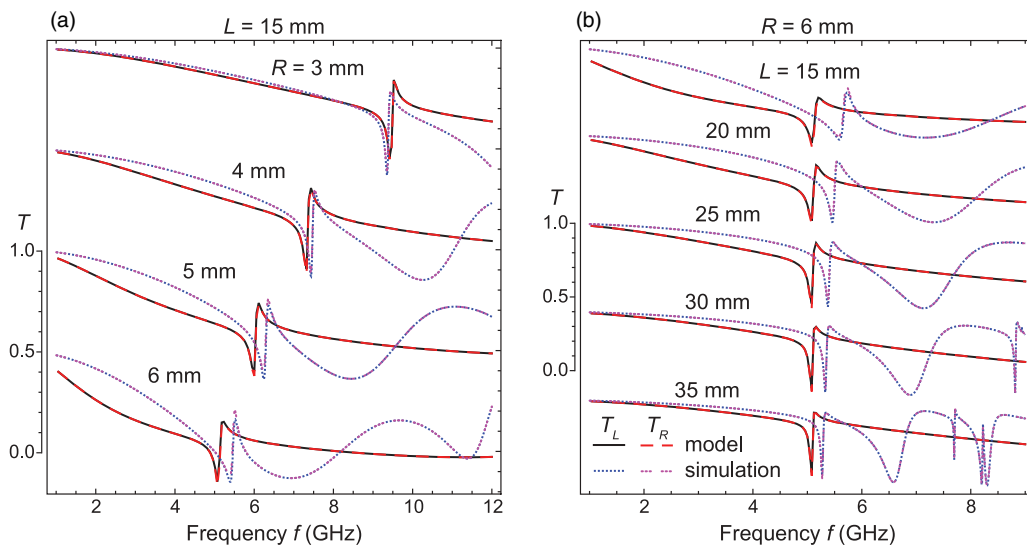 (a)
L = 15 mm
R = 3 mm
4 mm
5 mm
6 mm
T
1.0
0.5
0.0
2 4 6 8 10 12
Frequency f (GHz)
(b)
R = 6 mm
L = 15 mm
20 mm
25 mm
30 mm
35 mm
T
1.0
0.5
0.0
T_L T_R
model
simulation
2 4 6 8
Frequency f (GHz)